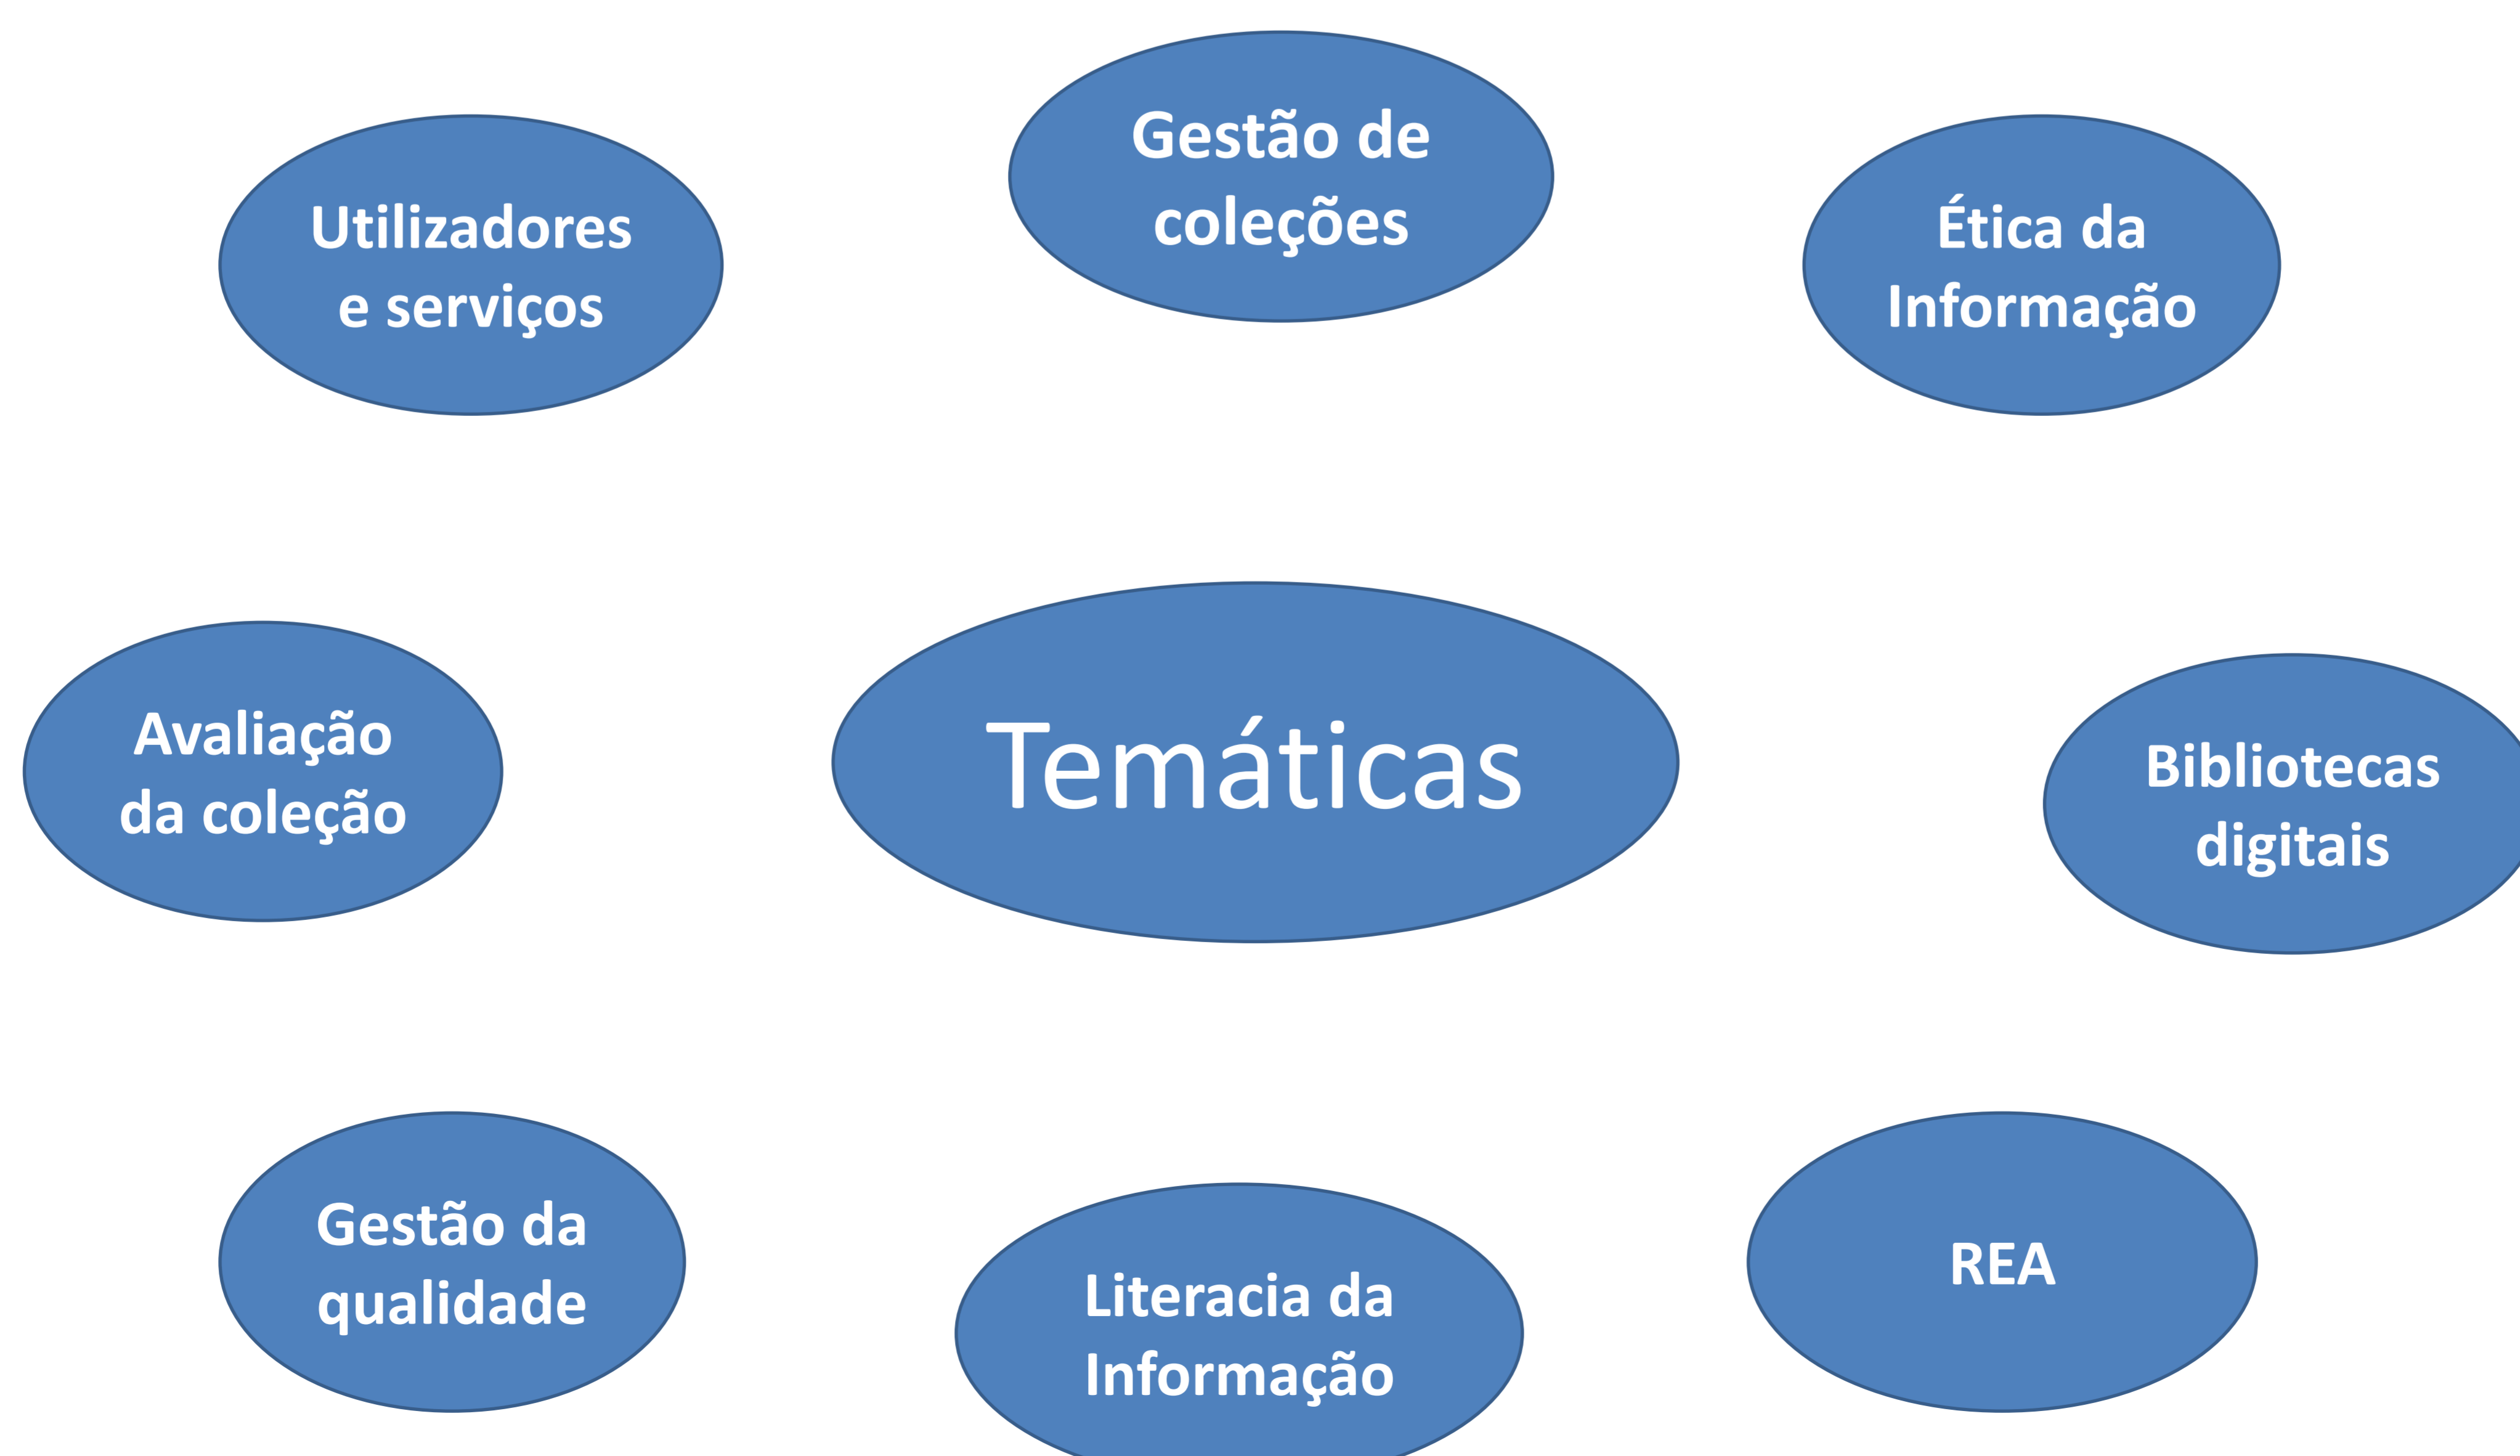 Gestão de
coleções
Utilizadores
e serviços
Ética da
Informação
Avaliação
da coleção
Temáticas
Bibliotecas
digitais
Gestão da
qualidade
Literacia da
Informação
REA